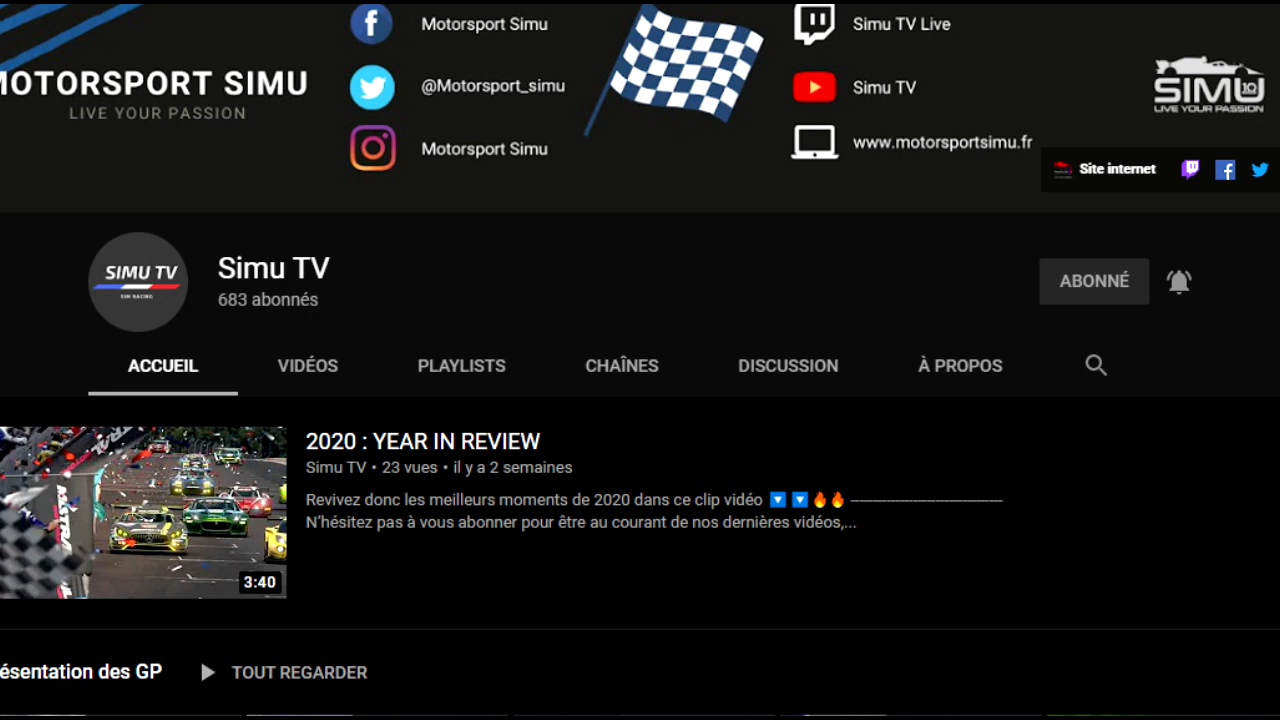 Motorsport Simu
Simu TV Live
MOTORSPORT SIMU
LIVE YOUR PASSION
@Motorsport_simu
Simu TV
SIMU 10
LIVE YOUR PASSION
Motorsport Simu
www.motorsportsimu.fr
Site internet
SIMU TV
SIM RACING
Simu TV
683 abonnés
ABONNÉ
ACCUEIL VIDÉOS PLAYLISTS CHAÎNES DISCUSSION À PROPOS
2020 : YEAR IN REVIEW
Simu TV • 23 vues • il y a 2 semaines
Revivez donc les meilleurs moments de 2020 dans ce clip vidéo 🔽 🔽 🔥 🔥 ----------------------------------------
N'hésitez pas à vous abonner pour être au courant de nos dernières vidéos,...
3:40
ésentation des GP TOUT REGARDER